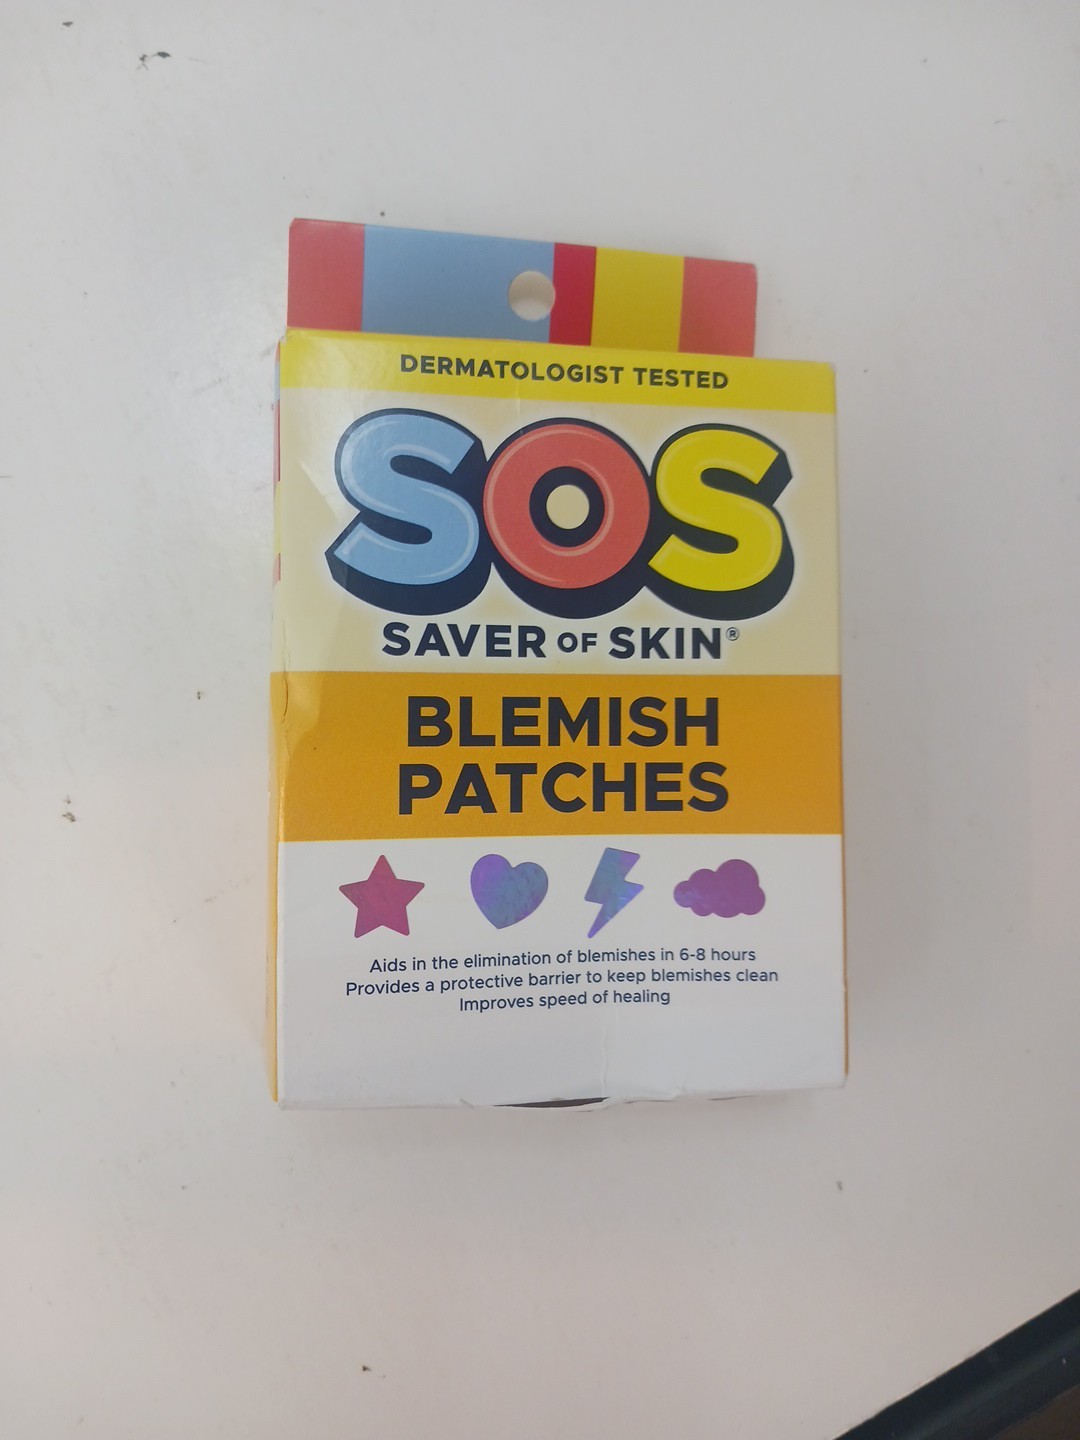 DERMATOLOGIST TESTED
SOS
SAVER OF SKIN®
BLEMISH
PATCHES
Aids in the elimination of blemishes in 6-8 hours
Provides a protective barrier to keep blemishes clean
Improves speed of healing